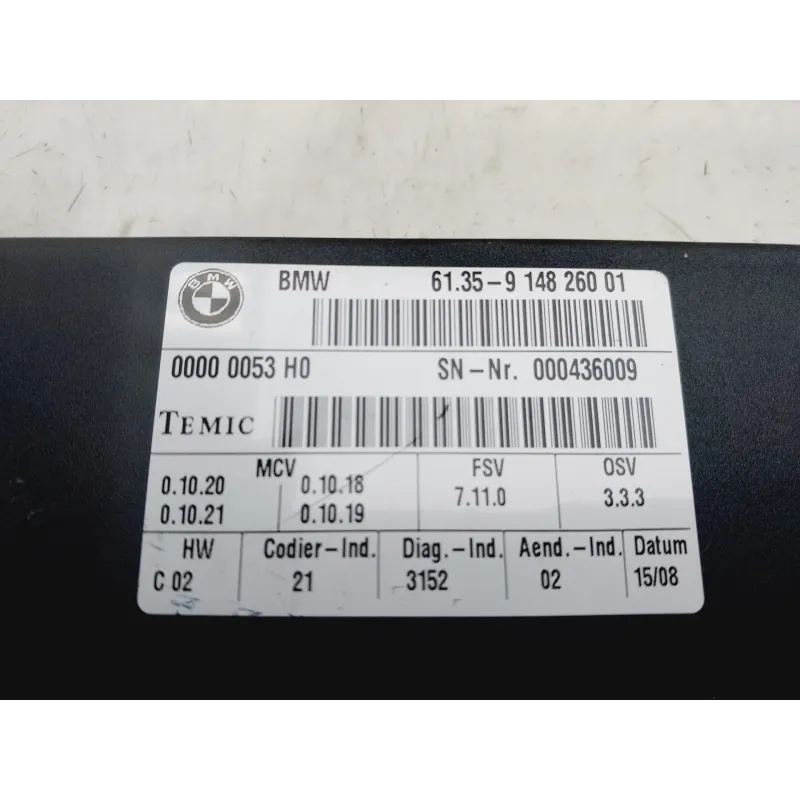 BMW
BMW 61.35-9 148 260 01
0000 0053 H0 SN-Nr. 000436009
TEMIC
MCV FSV OSV
0.10.20 0.10.18 7.11.0 3.3.3
0.10.21 0.10.19
HW Codier-Ind. Diag.-Ind. Aend.-Ind. Datum
C 02 21 3152 02 15/08